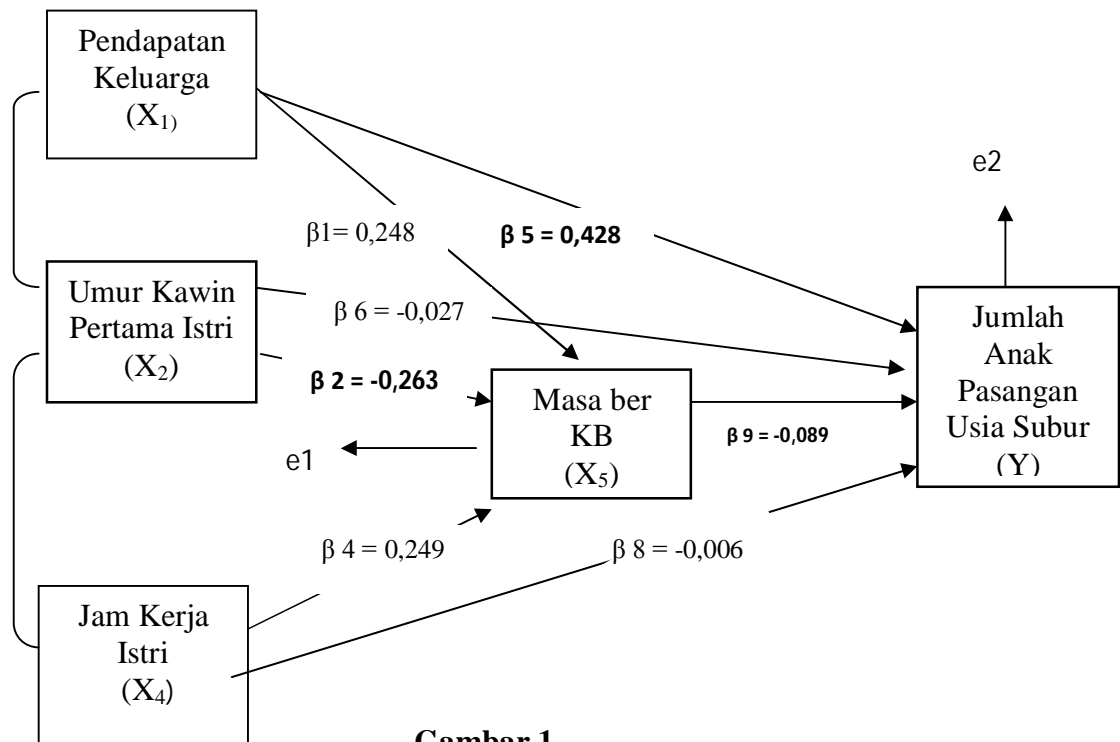 Pendapatan
Keluarga
(X₁₎
e2
β1= 0,248
β 5 = 0,428
Umur Kawin
Pertama Istri
(X₂)
β 6 = -0,027
Jumlah
Anak
Pasangan
Usia Subur
(Y)
β 2 = -0,263
Masa ber
KB
(X₅)
β 9 = -0,089
e1
β 4 = 0,249
β 8 = -0,006
Jam Kerja
Istri
(X₄)
Gambar 1